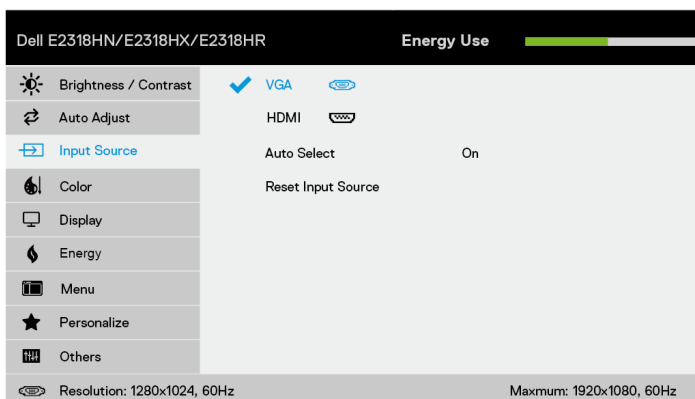 Dell E2318HN/E2318HX/E2318HR Energy Use
Brightness / Contrast VGA
Auto Adjust HDMI
Input Source Auto Select On
Color Reset Input Source
Display
Energy
Menu
Personalize
Others
Resolution: 1280x1024, 60Hz Maxmum: 1920x1080, 60Hz